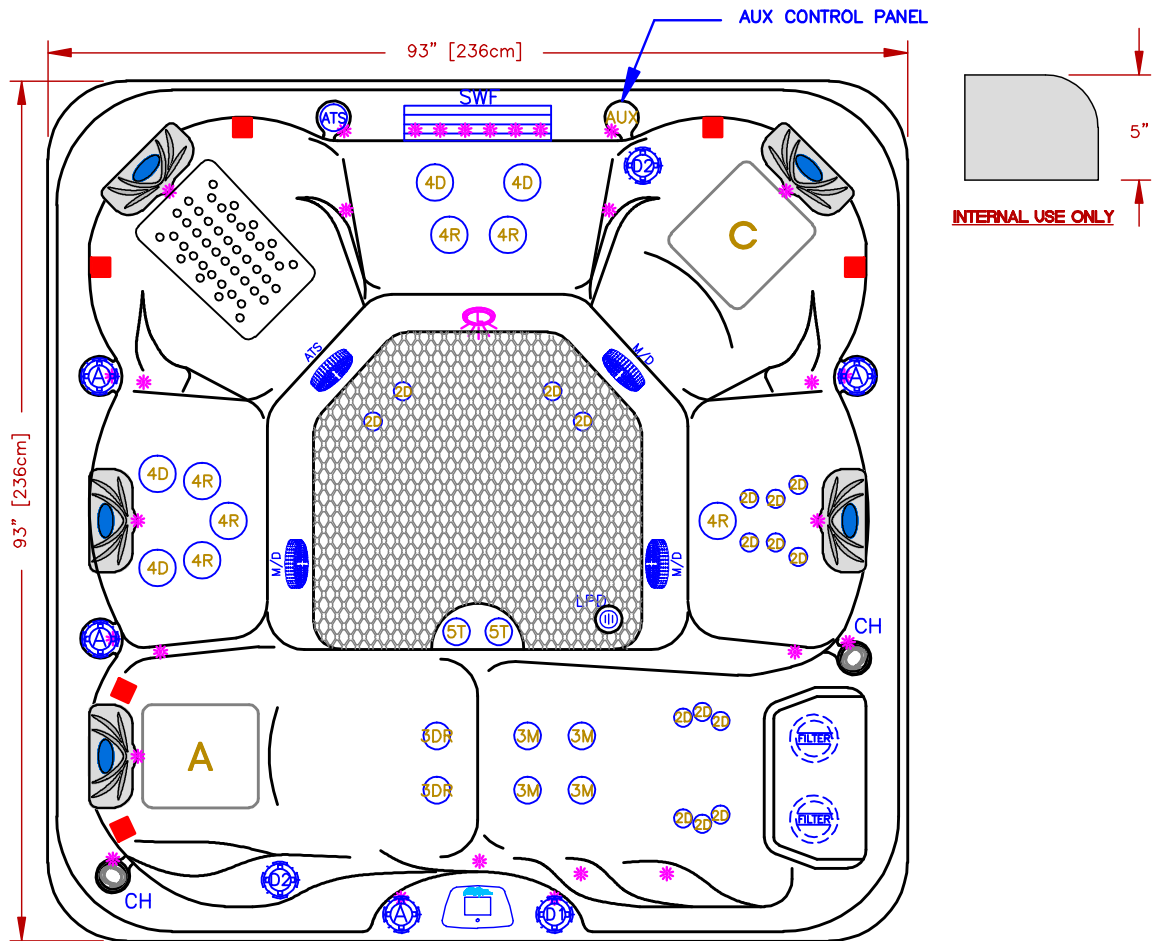 AUX CONTROL PANEL
93” [236cm]
SWF
ATS
AUX
5”
D2
4D
4D
C
INTERNAL USE ONLY
4R
4R
ATS
M/D
A
A
2D
2D
2D
2D
4D
4R
2D
2D
2D
93” [236cm]
4R
4R
4R
4D
2D
2D
2D
M/D
M/D
LPD
A
5T
5T
CH
2D
2D
2D
A
3DR
3M
3M
FILTER
3DR
3M
3M
2D
2D
2D
FILTER
D2
CH
A
D1